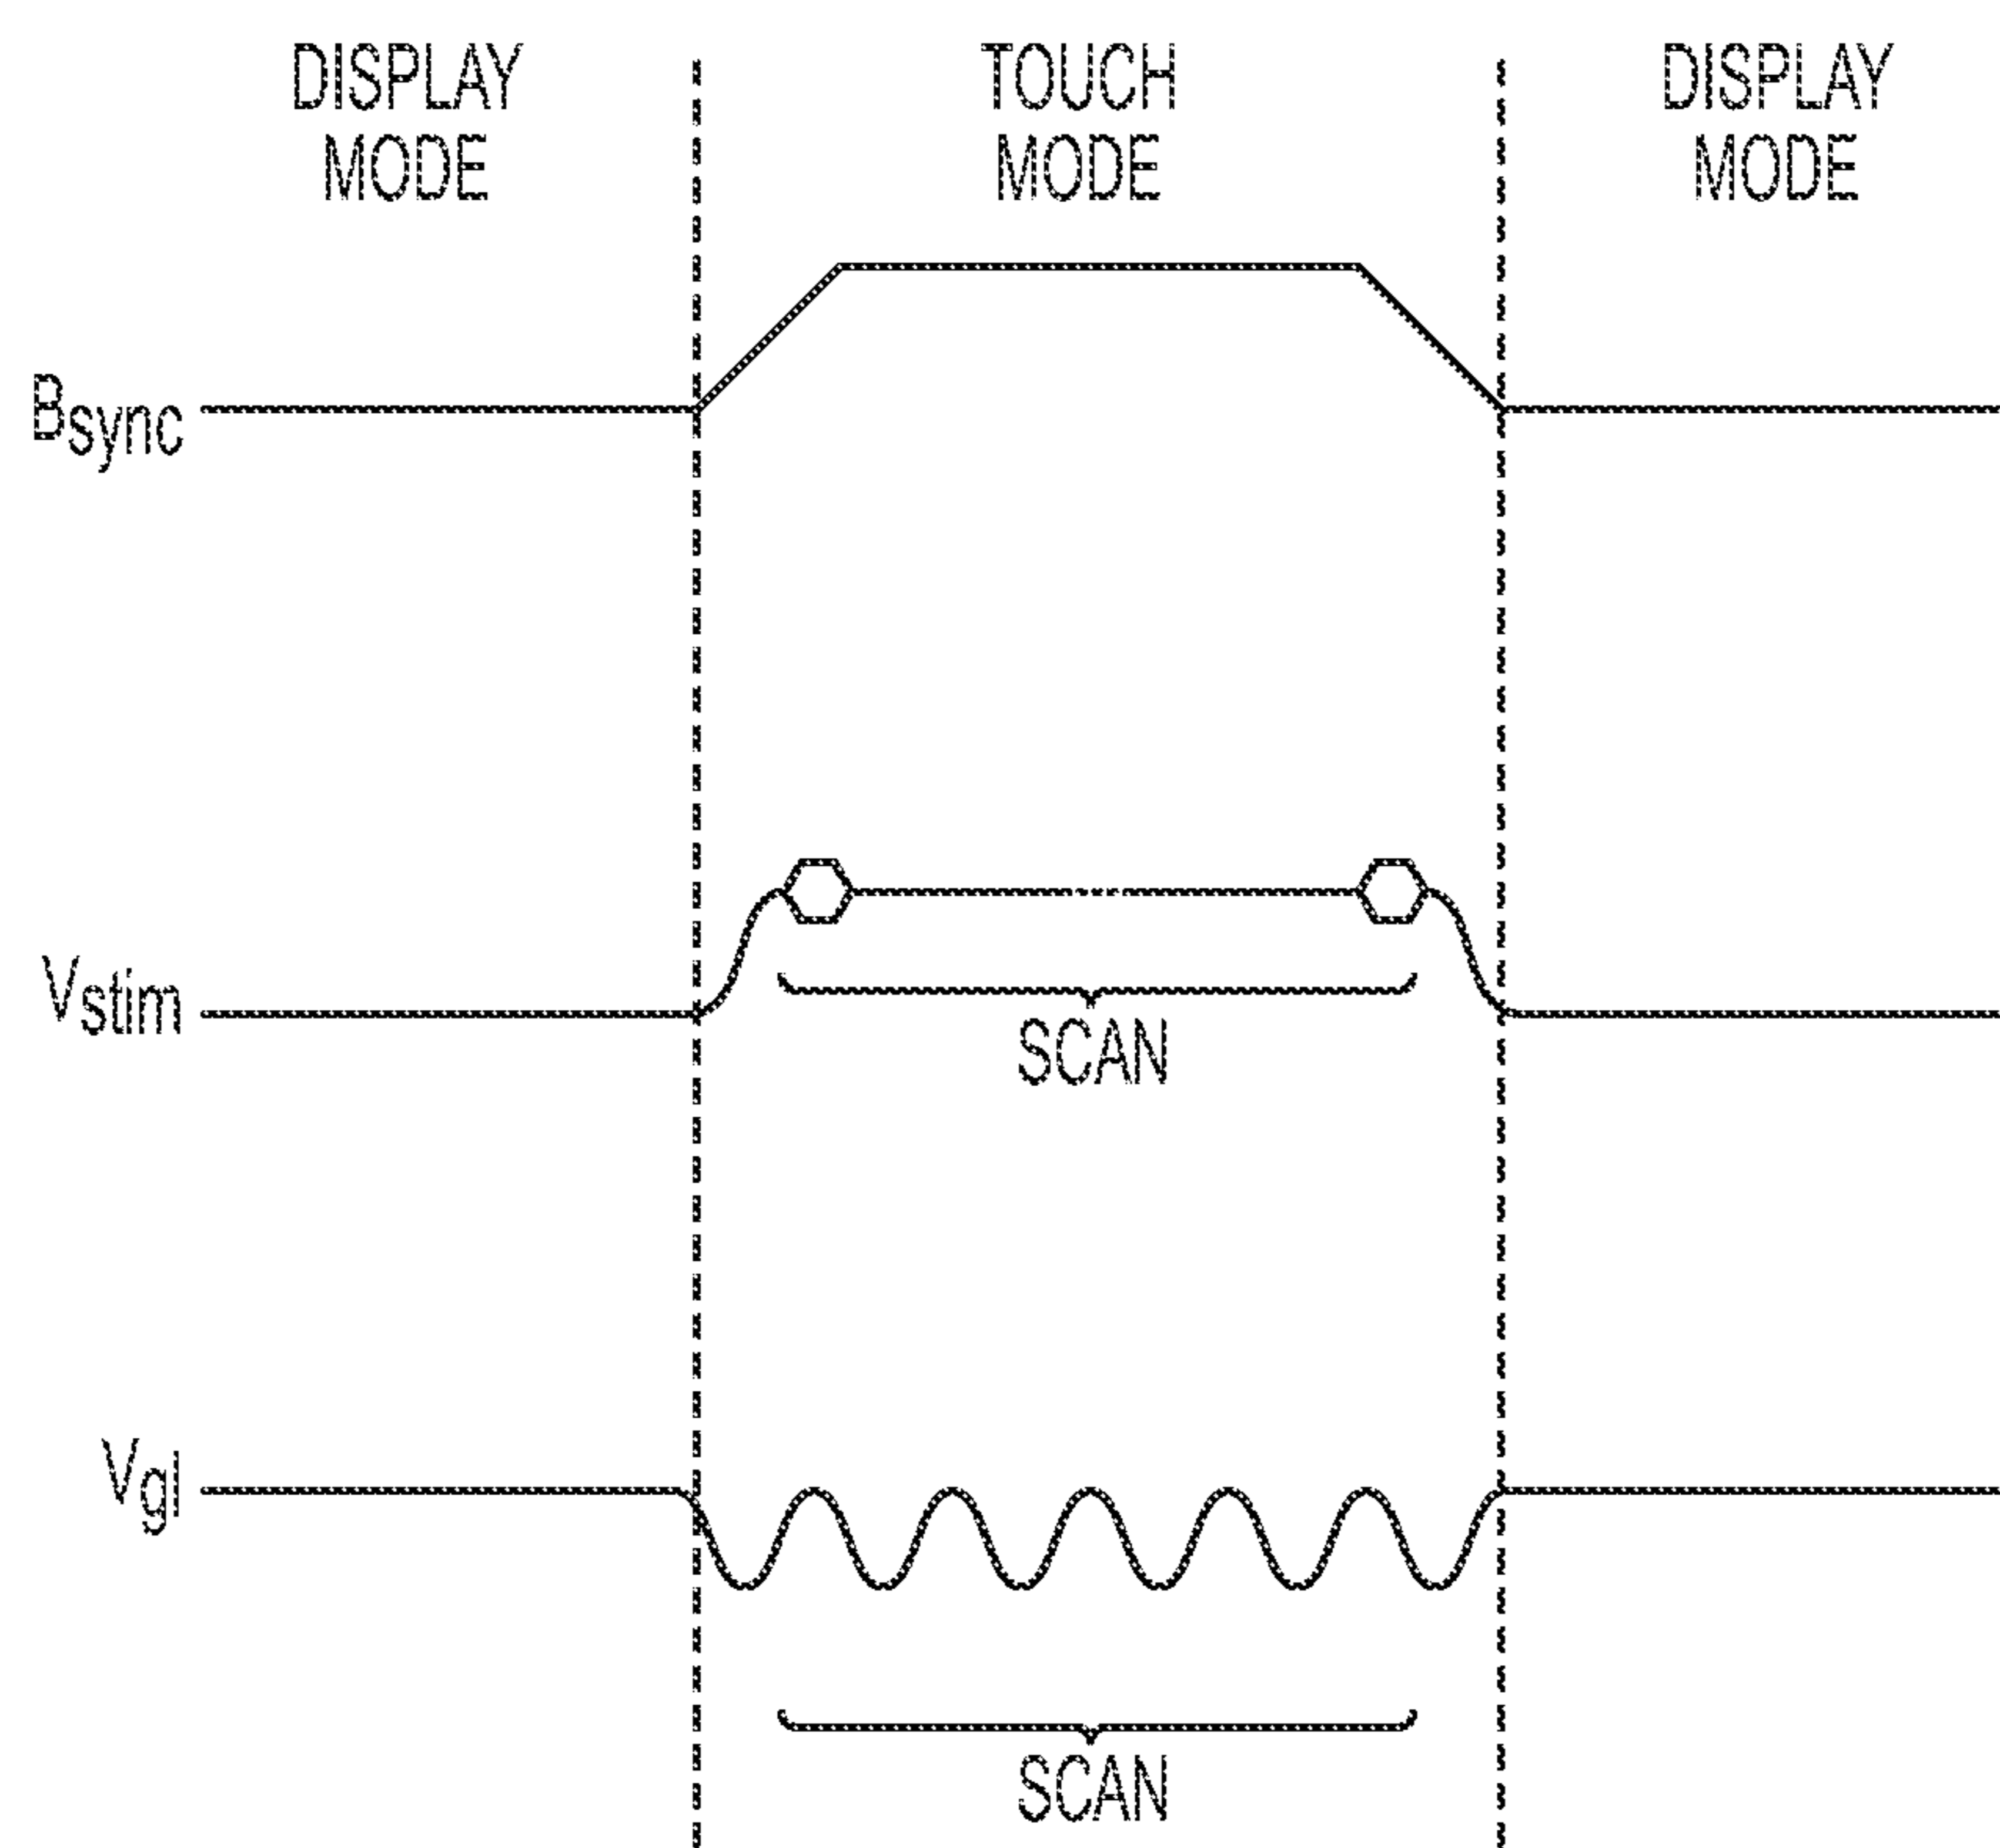 DISPLAY
MODE
TOUCH
MODE
DISPLAY
MODE
Bsync
Vstim
SCAN
Vgl
SCAN